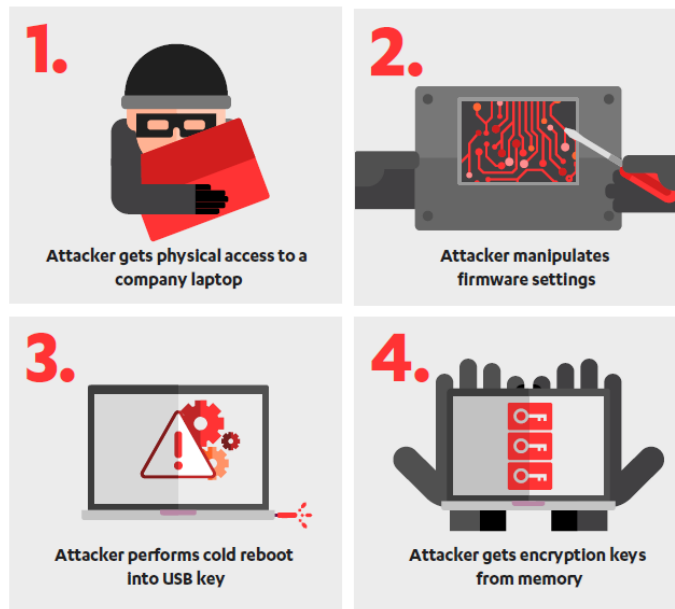 1.
Attacker gets physical access to a
company laptop
2.
Attacker manipulates
firmware settings
3.
Attacker performs cold reboot
into USB key
4.
Attacker gets encryption keys
from memory